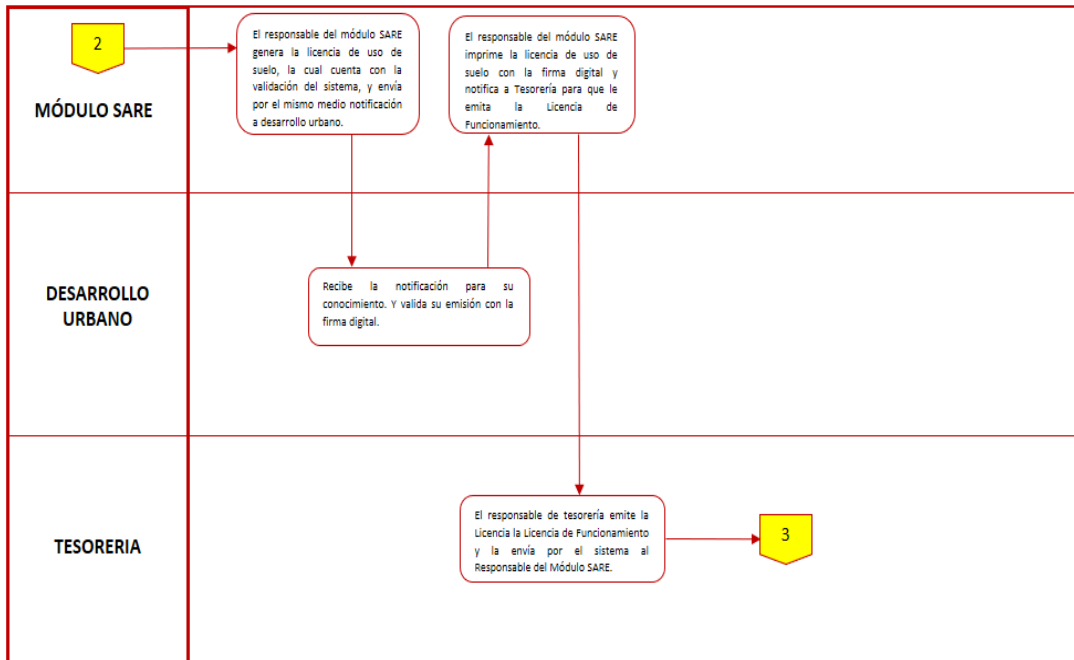 2
MÓDULO SARE
El responsable del módulo SARE
genera la licencia de uso de
suelo, la cual cuenta con la
validación del sistema, y envía
por el mismo medio notificación
a desarrollo urbano.
El responsable del módulo SARE
imprime la licencia de uso de
suelo con la firma digital y
notifica a Tesorería para que le
emita la Licencia de
Funcionamiento.
DESARROLLO
URBANO
Recibe la notificación para su
conocimiento. Y valida su emisión con la
firma digital.
TESORERIA
El responsable de tesorería emite la
Licencia la Licencia de Funcionamiento
y la envía por el sistema al
Responsable del Módulo SARE.
3